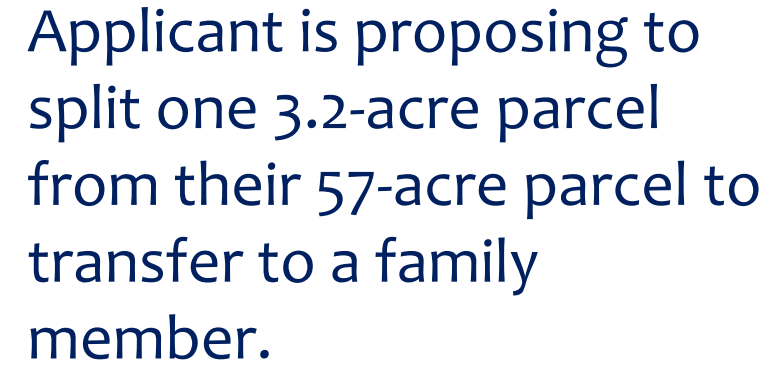 Applicant is proposing to
split one 3.2-acre parcel
from their 57-acre parcel to
transfer to a family
member.